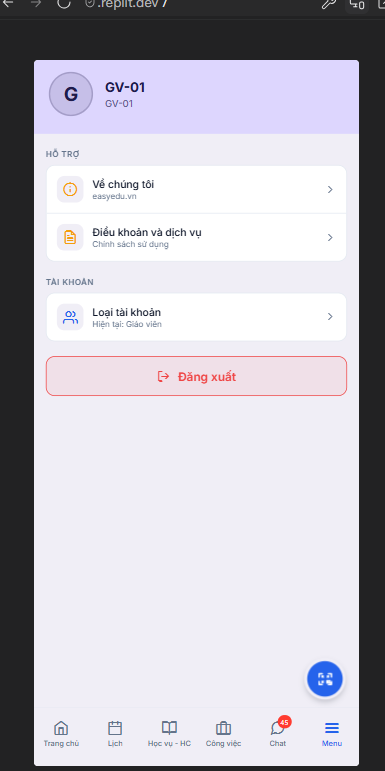 .replit.dev /
G
GV-01
GV-01
HỖ TRỢ
Về chúng tôi
easyedu.vn
Điều khoản và dịch vụ
Chính sách sử dụng
TÀI KHOẢN
Loại tài khoản
Hiện tại: Giáo viên
Đăng xuất
45
Trang chủ
Lịch
Học vụ - HC
Công việc
Chat
Menu